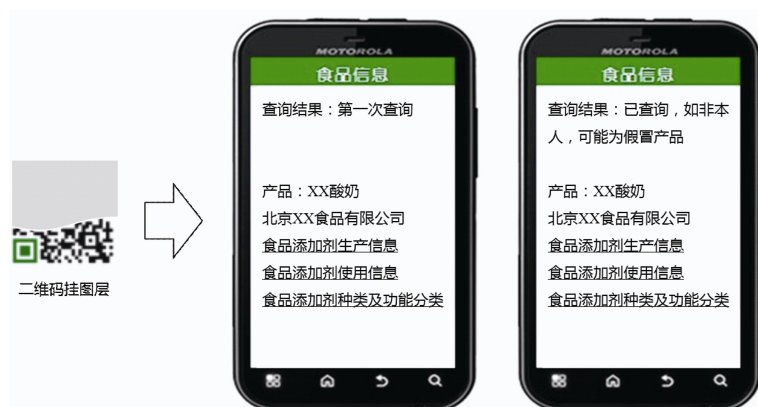 MOTOROLA
食品信息
查询结果：第一次查询
产品：XX酸奶
北京XX食品有限公司
食品添加剂生产信息
食品添加剂使用信息
食品添加剂种类及功能分类
MOTOROLA
食品信息
查询结果：已查询，如非本
人，可能为假冒产品
产品：XX酸奶
北京XX食品有限公司
食品添加剂生产信息
食品添加剂使用信息
食品添加剂种类及功能分类
二维码挂图层